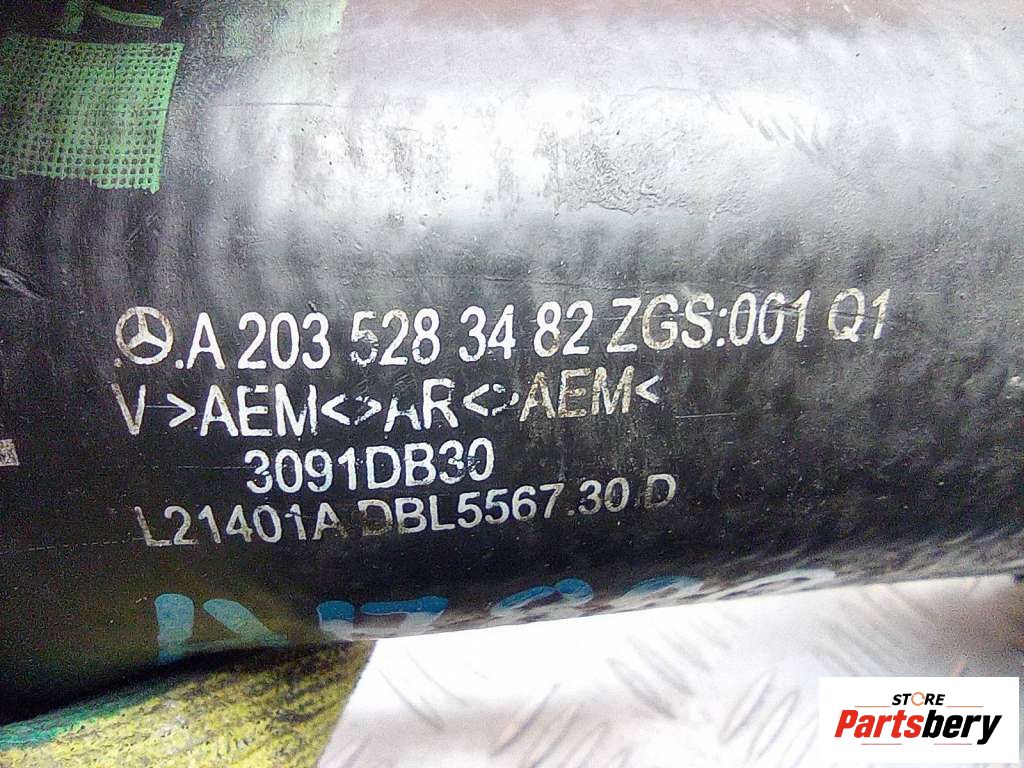 .A 203 528 34 82 ZGS:001 Q1
V >AEM<>AR<>AEM<
3091DB30
L21401A DBL5567.30.D
STORE
Partsbery